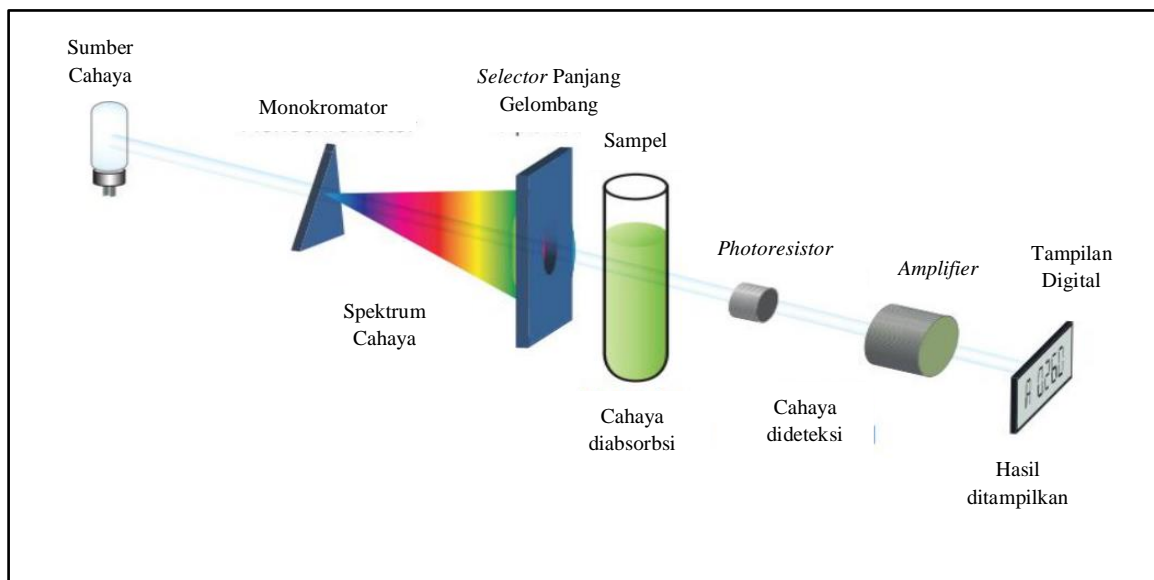 Sumber
Cahaya
Monokromator
Selector Panjang
Gelombang
Sampel
Photoresistor
Amplifier
Tampilan
Digital
Spektrum
Cahaya
Cahaya
diabsorbsi
Cahaya
dideteksi
A 0260
Hasil
ditampilkan